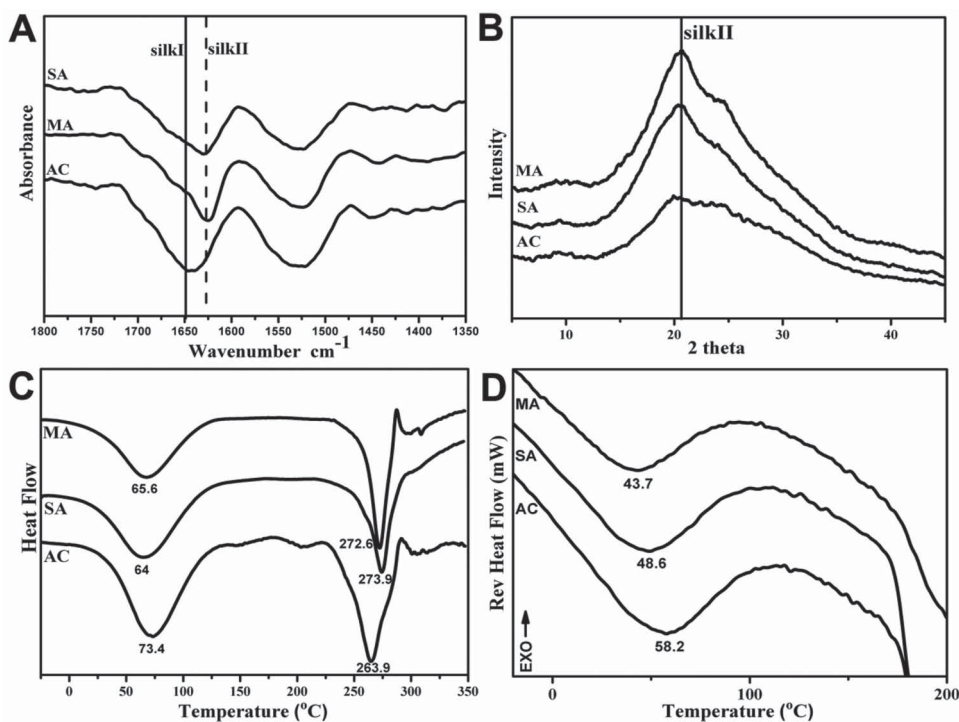 A
silkI
silkII
SA
MA
AC
Absorbance
1800 1750 1700 1650 1600 1550 1500 1450 1400 1350
Wavenumber cm-1
B
silkII
MA
SA
AC
Intensity
10 20 30 40
2 theta
C
MA
65.6
SA
64
AC
73.4
272.6
273.9
263.9
Heat Flow
0 50 100 150 200 250 300 350
Temperature (°C)
D
MA
43.7
SA
48.6
AC
58.2
EXO
Rev Heat Flow (mW)
0 100 200
Temperature (°C)